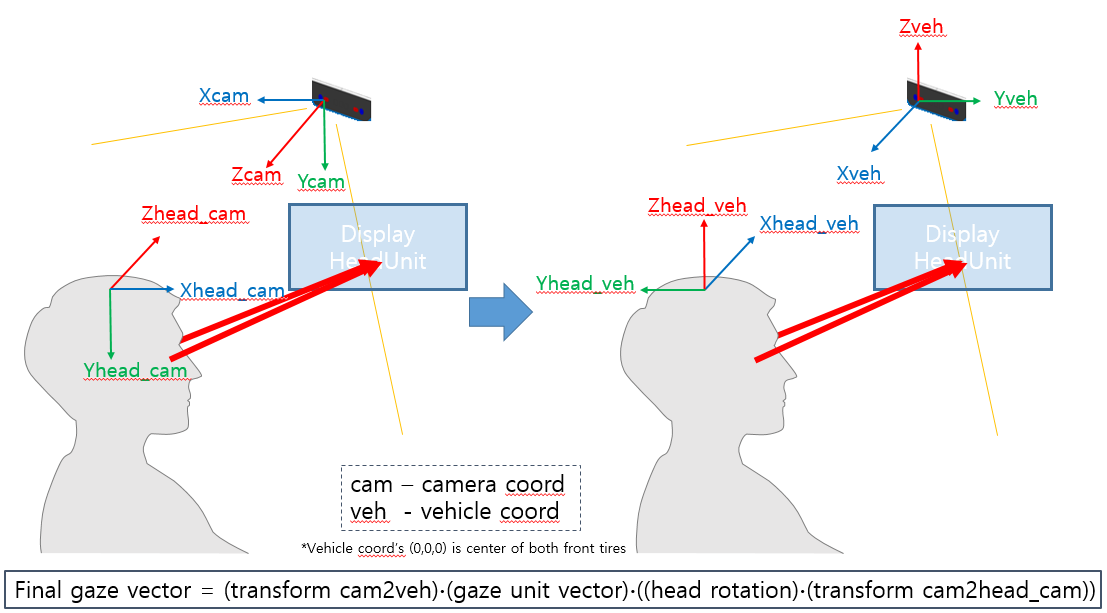 Zveh
Xcam
Yveh
Zcam
Ycam
Xveh
Zhead_cam
Zhead_veh
Xhead_veh
Display
HeadUnit
Display
HeadUnit
Xhead_cam
Yhead_veh
Yhead_cam
cam – camera coord
veh - vehicle coord
*Vehicle coord's (0,0,0) is center of both front tires
Final gaze vector = (transform cam2veh)·(gaze unit vector)·((head rotation)·(transform cam2head_cam))